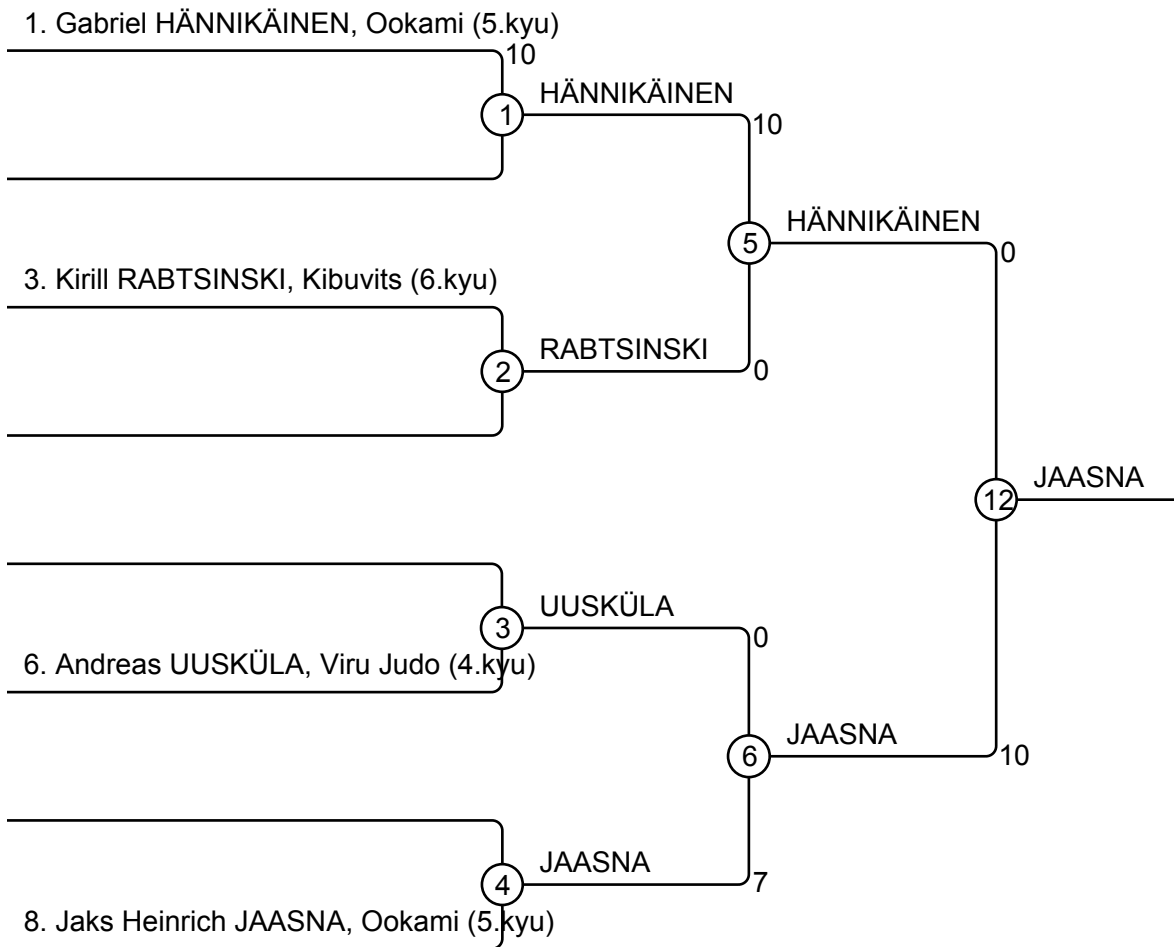 1. Gabriel HÄNNIKÄINEN, Ookami (5.kyu)
10
1
HÄNNIKÄINEN
10
5
HÄNNIKÄINEN
0
3. Kirill RABTSINSKI, Kibuvits (6.kyu)
2
RABTSINSKI
0
12
JAASNA
3
UUSKÜLA
0
6. Andreas UUSKÜLA, Viru Judo (4.kyu)
6
JAASNA
10
4
JAASNA
7
8. Jaks Heinrich JAASNA, Ookami (5.kyu)